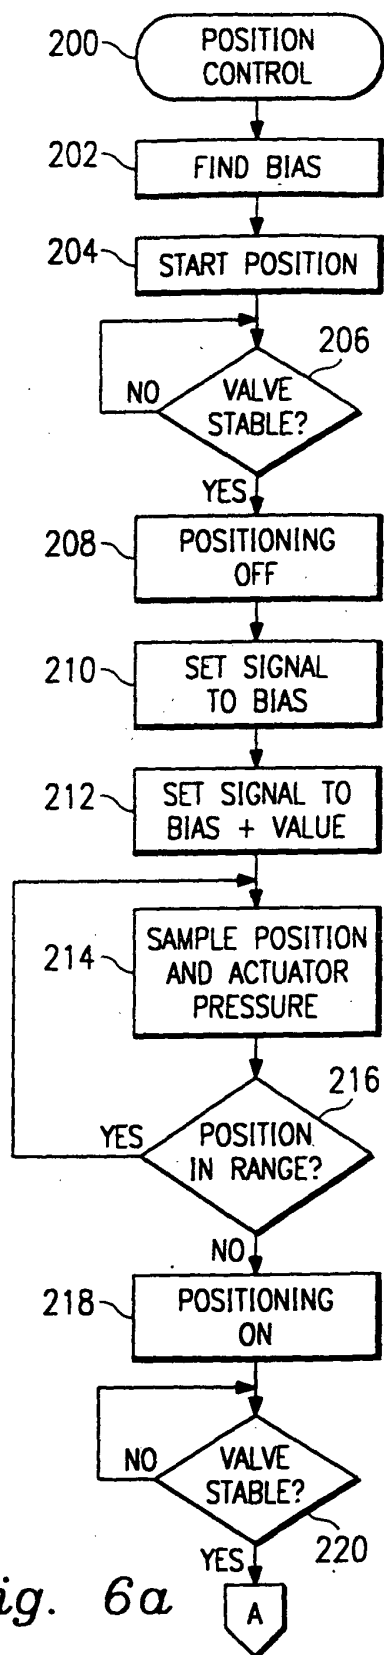 200
POSITION
CONTROL
202
FIND BIAS
204
START POSITION
206
NO
VALVE
STABLE?
YES
208
POSITIONING
OFF
210
SET SIGNAL
TO BIAS
212
SET SIGNAL TO
BIAS + VALUE
214
SAMPLE POSITION
AND ACTUATOR
PRESSURE
216
YES
POSITION
IN RANGE?
NO
218
POSITIONING
ON
NO
VALVE
STABLE?
220
YES
A
ig. 6a